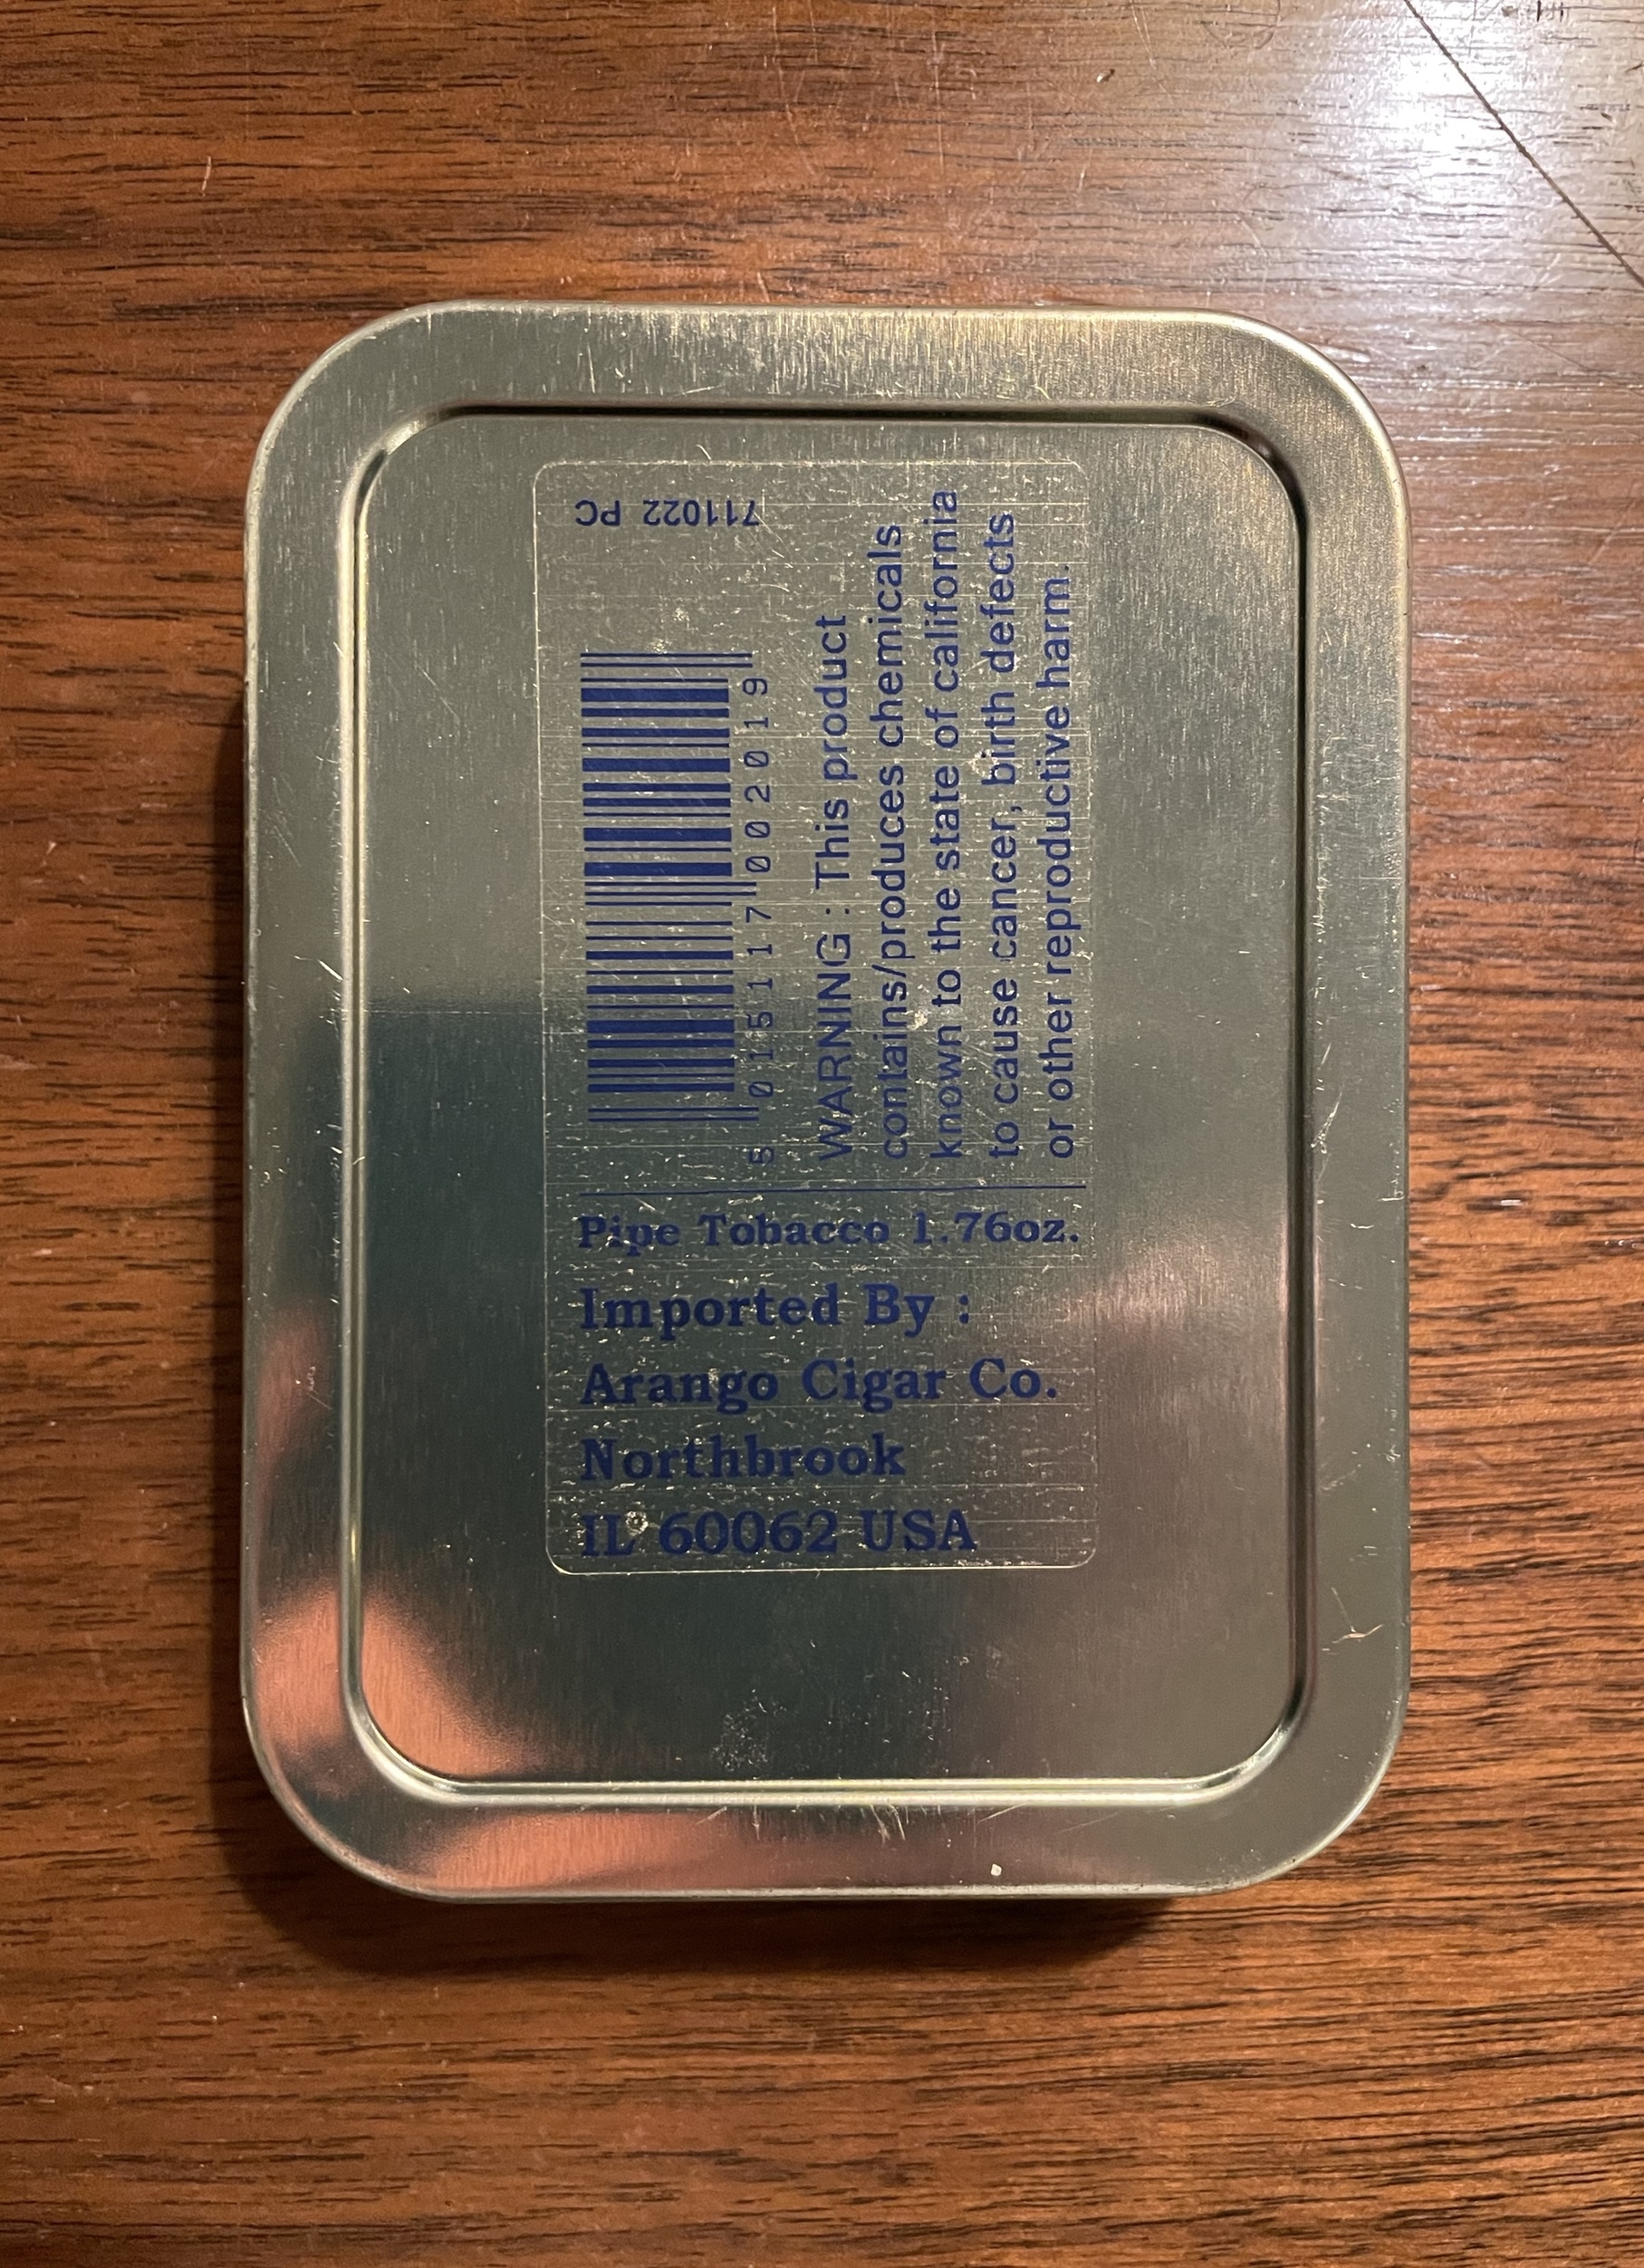 711022 PC
5 015117 002019
WARNING : This product
contains/produces chemicals
known to the state of california
to cause cancer, birth defects
or other reproductive harm.
Pipe Tobacco 1.76oz.
Imported By :
Arango Cigar Co.
Northbrook
IL 60062 USA